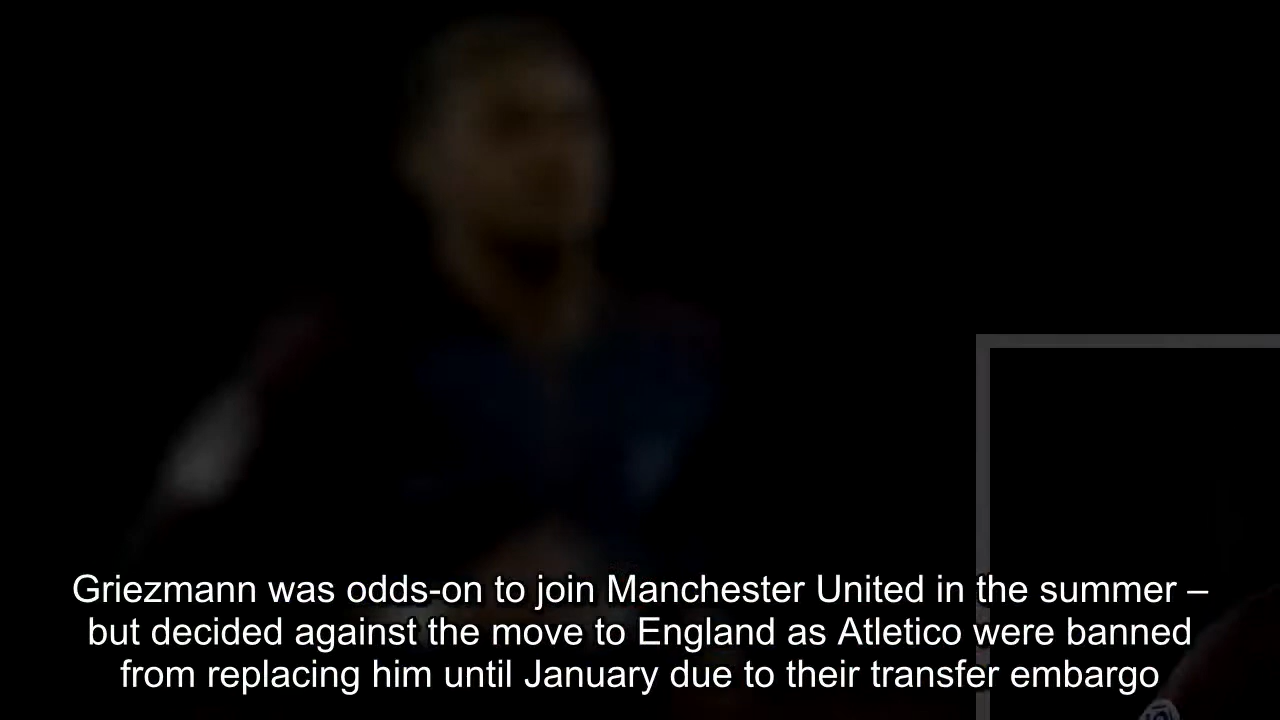 Griezmann was odds-on to join Manchester United in the summer –
but decided against the move to England as Atletico were banned
from replacing him until January due to their transfer embargo